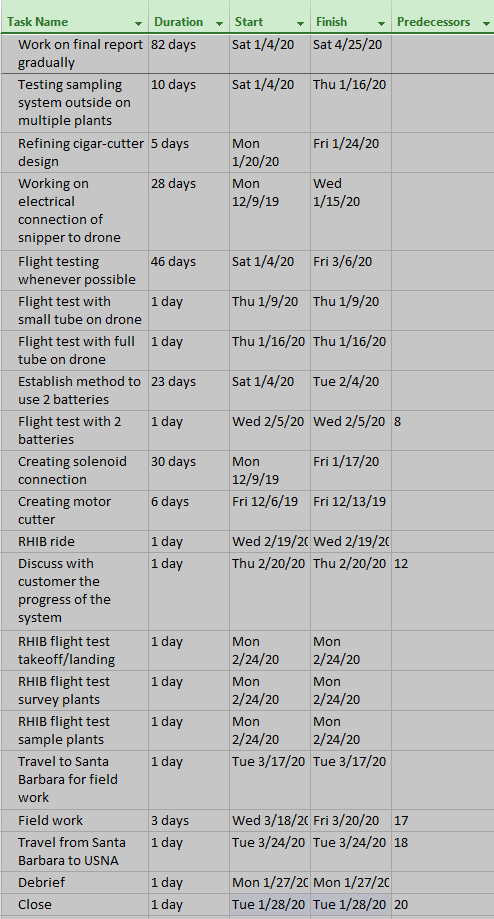 Task Name Duration Start Finish Predecessors
Work on final report 82 days Sat 1/4/20 Sat 4/25/20
gradually
Testing sampling 10 days Sat 1/4/20 Thu 1/16/20
system outside on
multiple plants
Refining cigar-cutter 5 days Mon Fri 1/24/20
design 1/20/20
Working on 28 days Mon Wed
electrical 12/9/19 1/15/20
connection of
snipper to drone
Flight testing 46 days Sat 1/4/20 Fri 3/6/20
whenever possible
Flight test with 1 day Thu 1/9/20 Thu 1/9/20
small tube on drone
Flight test with full 1 day Thu 1/16/20 Thu 1/16/20
tube on drone
Establish method to 23 days Sat 1/4/20 Tue 2/4/20
use 2 batteries
Flight test with 2 1 day Wed 2/5/20 Wed 2/5/20 8
batteries
Creating solenoid 30 days Mon Fri 1/17/20
connection 12/9/19
Creating motor 6 days Fri 12/6/19 Fri 12/13/19
cutter
RHIB ride 1 day Wed 2/19/20 Wed 2/19/20
Discuss with 1 day Thu 2/20/20 Thu 2/20/20 12
customer the
progress of the
system
RHIB flight test 1 day Mon Mon
takeoff/landing 2/24/20 2/24/20
RHIB flight test 1 day Mon Mon
survey plants 2/24/20 2/24/20
RHIB flight test 1 day Mon Mon
sample plants 2/24/20 2/24/20
Travel to Santa 1 day Tue 3/17/20 Tue 3/17/20
Barbara for field
work
Field work 3 days Wed 3/18/20 Fri 3/20/20 17
Travel from Santa 1 day Tue 3/24/20 Tue 3/24/20 18
Barbara to USNA
Debrief 1 day Mon 1/27/20 Mon 1/27/20
Close 1 day Tue 1/28/20 Tue 1/28/20 20